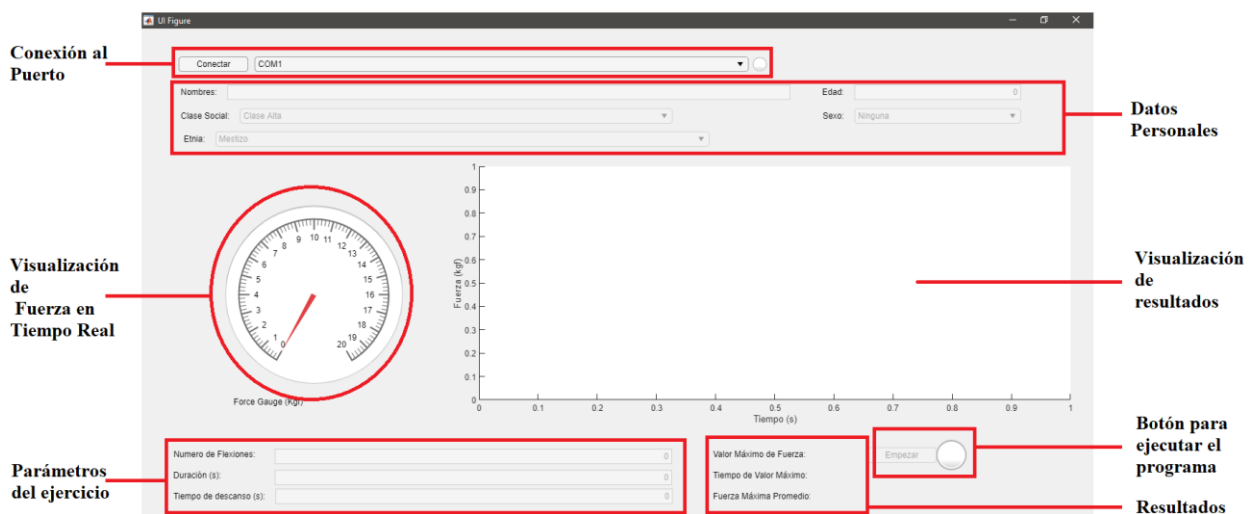 UI Figure
Conexión al
Puerto
Conectar
COM1
Nombres:
Edad:
0
Clase Social:
Clase Alta
Sexo:
Ninguna
Etnia:
Mestizo
Datos
Personales
Visualización
de
Fuerza en
Tiempo Real
0
1
2
3
4
5
6
7
8
9
10
11
12
13
14
15
16
17
18
19
20
Force Gauge (Kgf)
Fuerza (kgf)
1
0.9
0.8
0.7
0.6
0.5
0.4
0.3
0.2
0.1
0
0
0.1
0.2
0.3
0.4
0.5
0.6
0.7
0.8
0.9
1
Tiempo (s)
Visualización
de
resultados
Parámetros
del ejercicio
Numero de Flexiones:
0
Duración (s):
0
Tiempo de descanso (s):
0
Valor Máximo de Fuerza:
Tiempo de Valor Máximo:
Fuerza Máxima Promedio:
Empezar
Botón para
ejecutar el
programa
Resultados